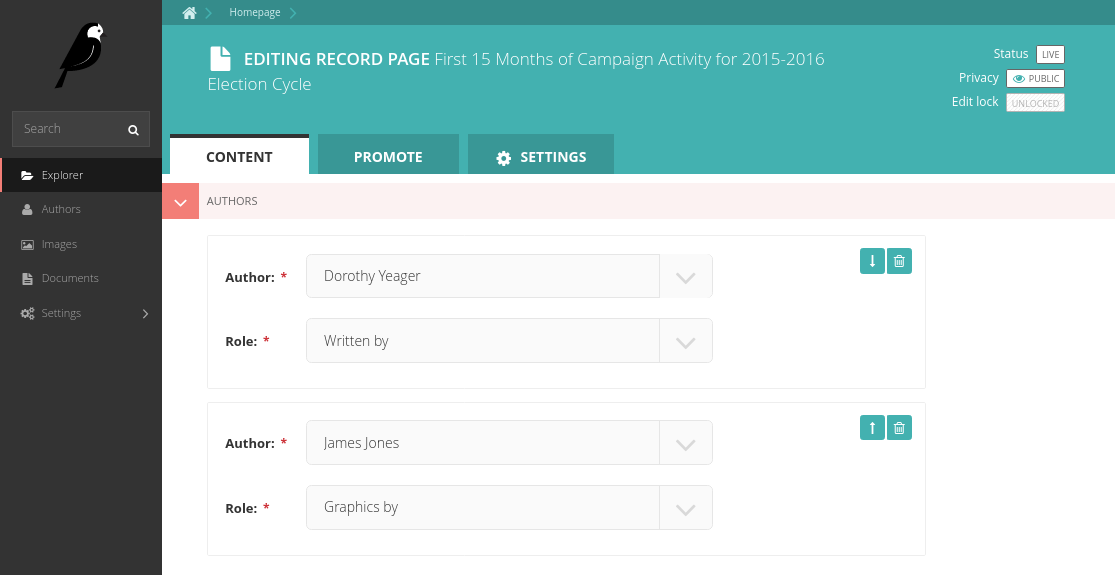 Homepage
EDITING RECORD PAGE First 15 Months of Campaign Activity for 2015-2016
Election Cycle
Status LIVE
Privacy PUBLIC
Edit lock UNLOCKED
Search
Explorer
Authors
Images
Documents
Settings
CONTENT PROMOTE SETTINGS
AUTHORS
Author: * Dorothy Yeager
Role: * Written by
Author: * James Jones
Role: * Graphics by